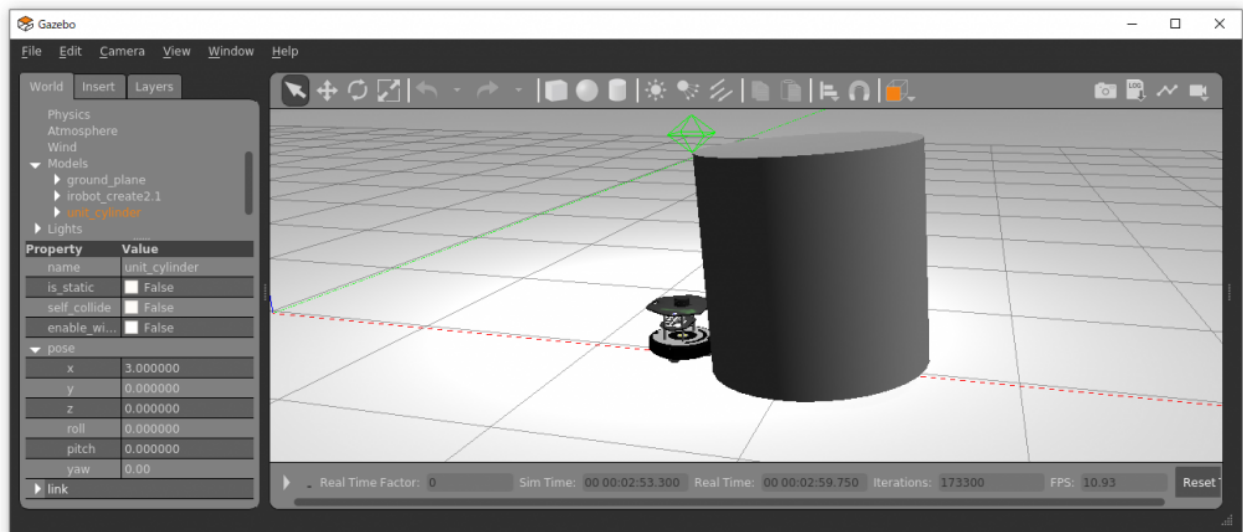 Gazebo
File Edit Camera View Window Help
World Insert Layers
Physics
Atmosphere
Wind
Models
ground_plane
irobot_create2.1
unit_cylinder
Lights
Property Value
name unit_cylinder
is_static False
self_collide False
enable_wi... False
pose
x 3.000000
y 0.000000
z 0.000000
roll 0.000000
pitch 0.000000
yaw 0.00
link
LOG
Real Time Factor: 0 Sim Time: 00 00:02:53.300 Real Time: 00 00:02:59.750 Iterations: 173300 FPS: 10.93 Reset